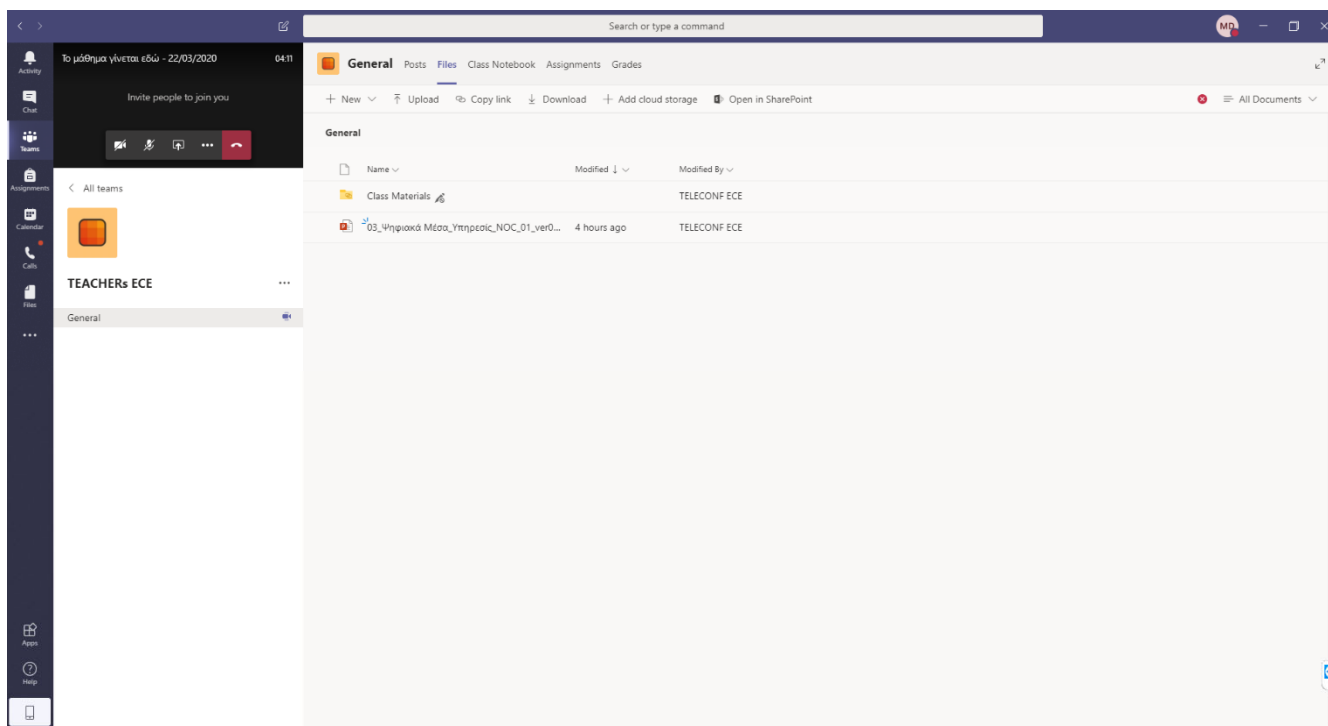 Search or type a command
MD
Activity
Chat
Teams
Assignments
Calendar
Calls
Files
Apps
Help
Το μάθημα γίνεται εδώ - 22/03/2020 04:11
Invite people to join you
All teams
TEACHERs ECE
General
General Posts Files Class Notebook Assignments Grades
New Upload Copy link Download Add cloud storage Open in SharePoint All Documents
General
Name Modified Modified By
Class Materials TELECONF ECE
03_Ψηφιακά Μέσα_Υπηρεσίς_NOC_01_ver0... 4 hours ago TELECONF ECE